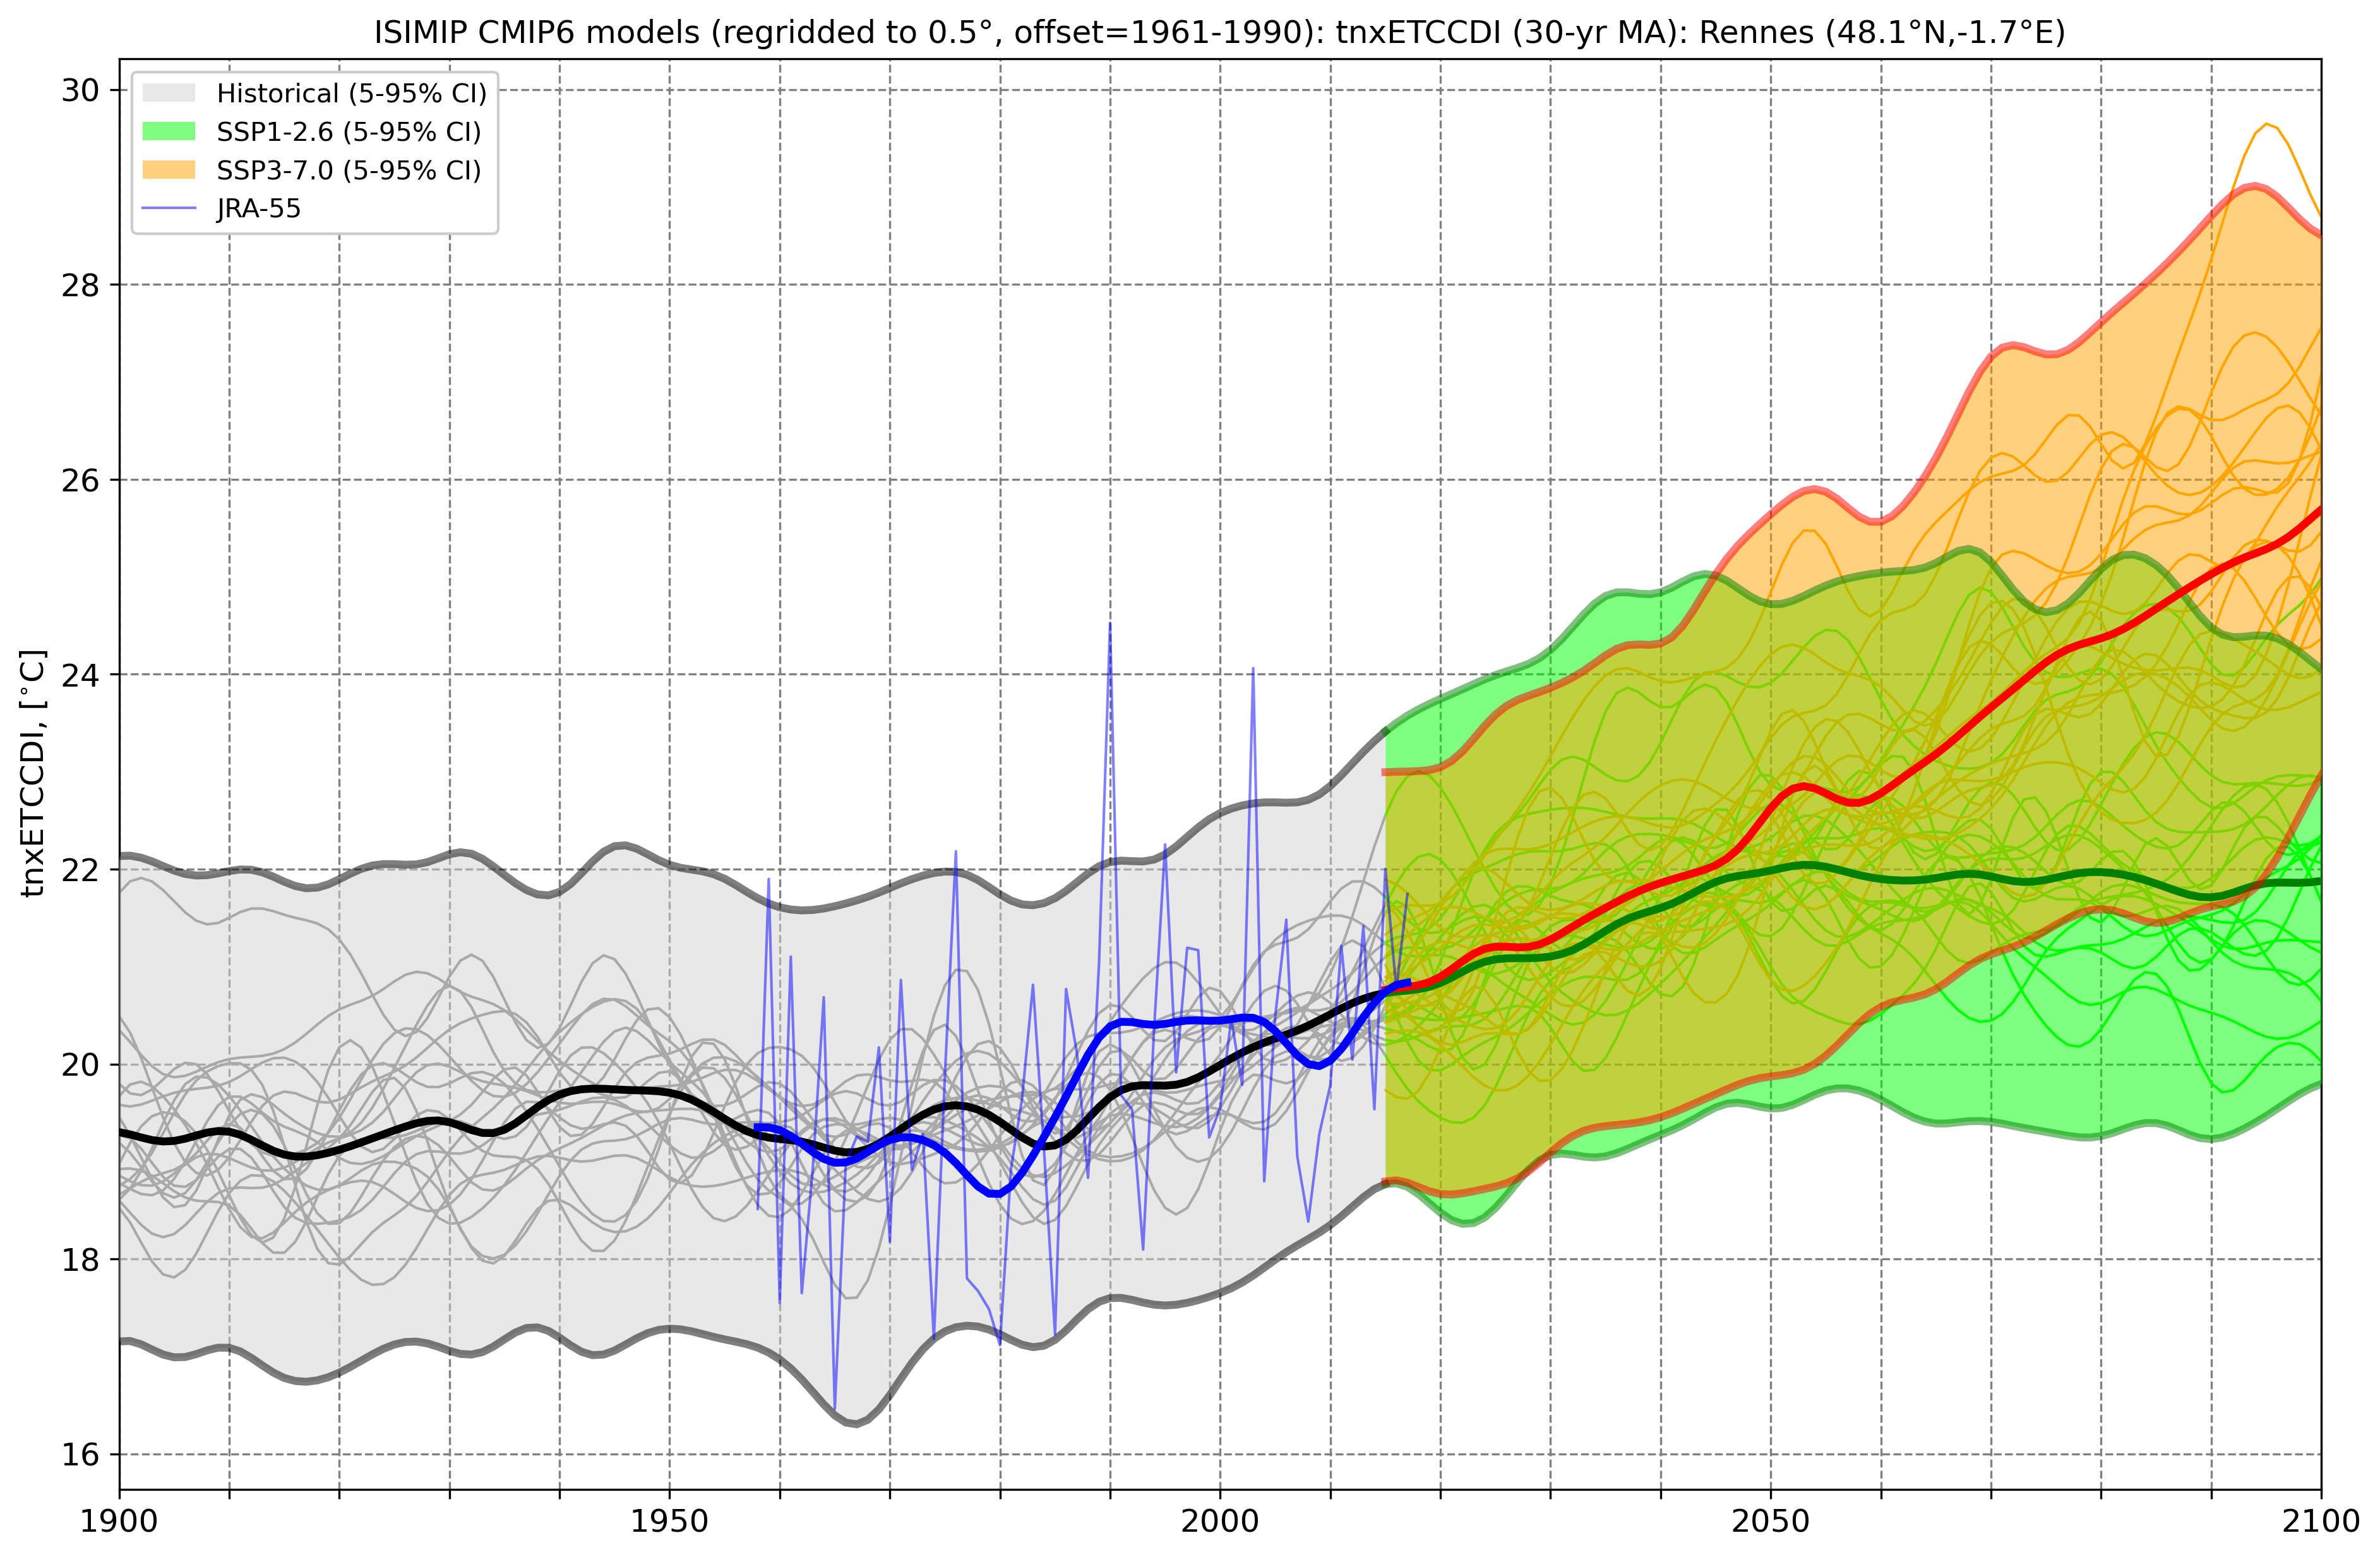 ISIMIP CMIP6 models (regridded to 0.5°, offset=1961-1990): tnxETCCDI (30-yr MA): Rennes (48.1°N,-1.7°E)
Historical (5-95% CI)
SSP1-2.6 (5-95% CI)
SSP3-7.0 (5-95% CI)
JRA-55
tnxETCCDI, [°C]
30
28
26
24
22
20
18
16
1900
1950
2000
2050
2100